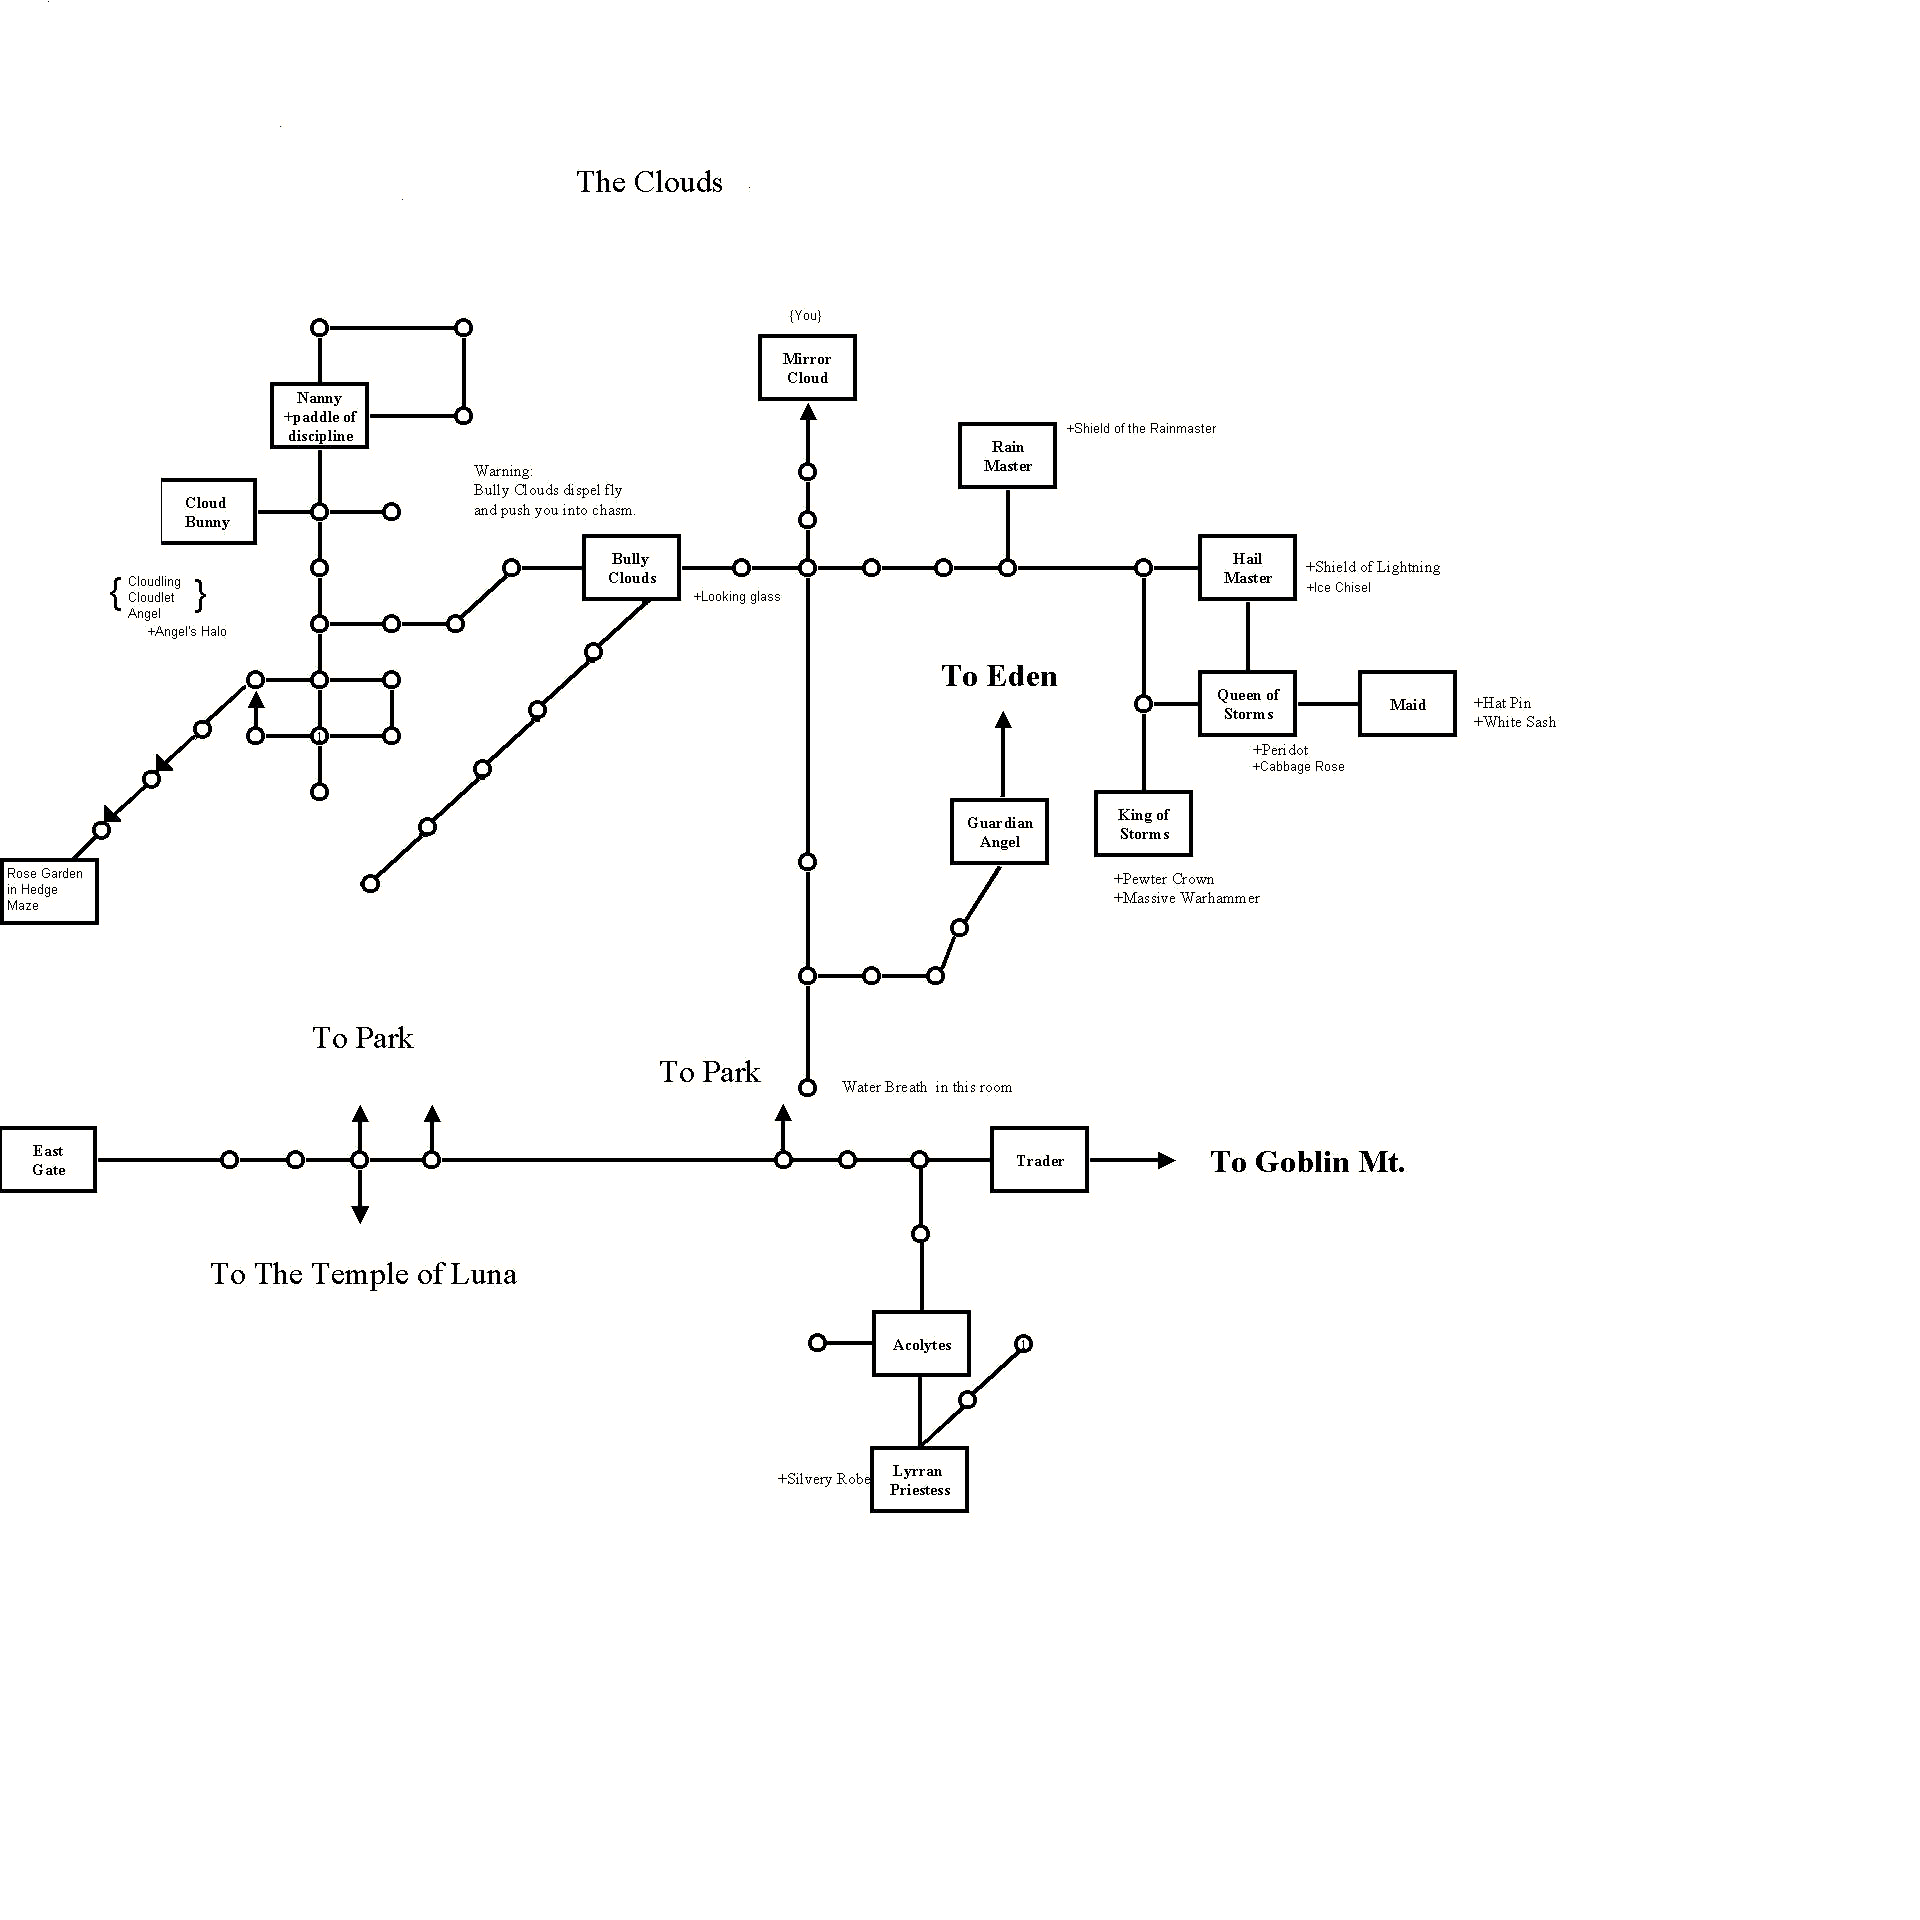 The Clouds
{You}
Mirror
Cloud
Nanny
+paddle of
discipline
Rain
Master
+Shield of the Rainmaster
Warning:
Bully Clouds dispel fly
and push you into chasm.
Cloud
Bunny
Bully
Clouds
Hail
Master
+Shield of Lightning
+Ice Chisel
{ Cloudling }
Cloudlet
Angel
+Angel's Halo
+Looking glass
To Eden
Queen of
Storms
Maid
+Hat Pin
+White Sash
1
+Peridot
+Cabbage Rose
Guardian
Angel
King of
Storms
Rose Garden
in Hedge
Maze
+Pewter Crown
+Massive Warhammer
To Park
To Park
Water Breath in this room
East
Gate
Trader
To Goblin Mt.
To The Temple of Luna
Acolytes
1
+Silvery Robe
Lyrran
Priestess